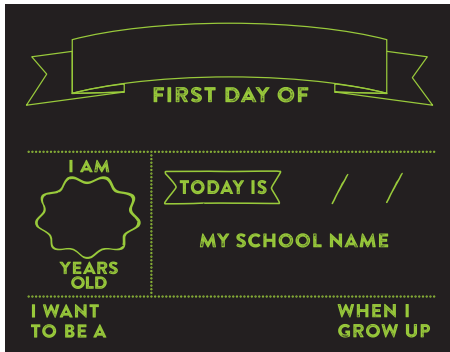 FIRST DAY OF
I AM
YEARS
OLD
TODAY IS / /
MY SCHOOL NAME
I WANT
TO BE A
WHEN I
GROW UP